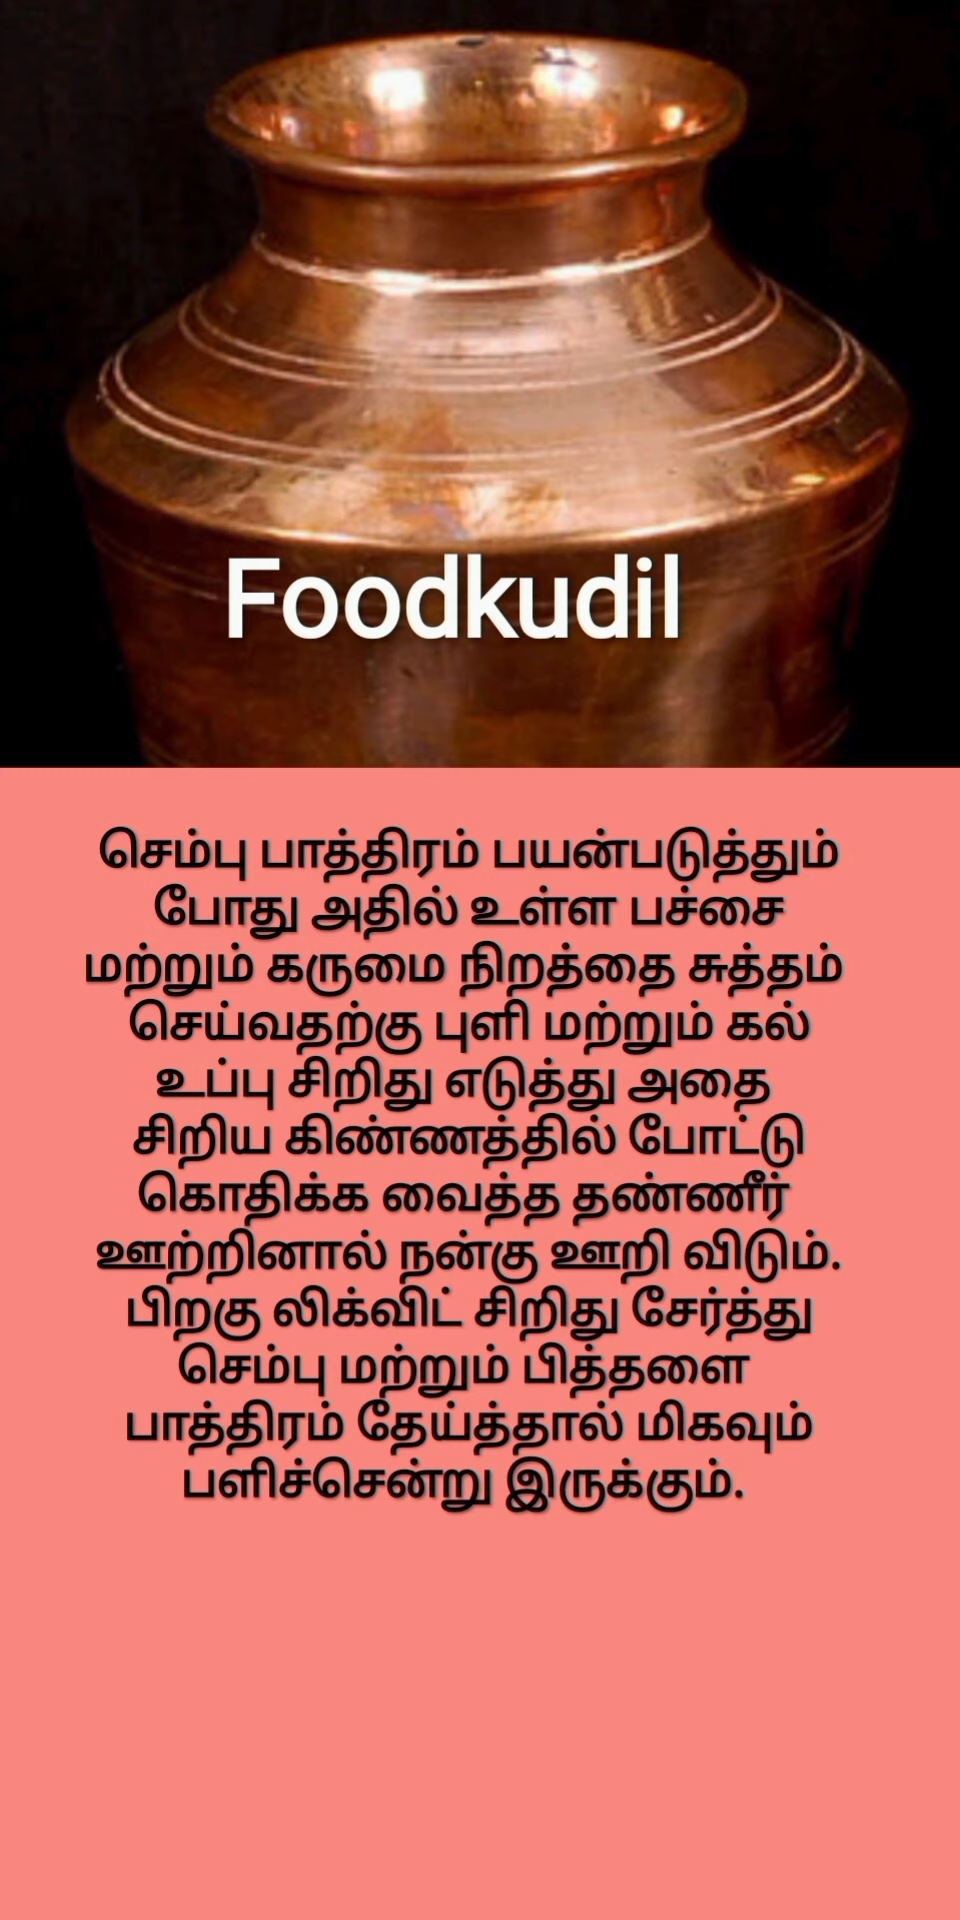 Foodkudil
செம்பு பாத்திரம் பயன்படுத்தும்
போது அதில் உள்ள பச்சை
மற்றும் கருமை நிறத்தை சுத்தம்
செய்வதற்கு புளி மற்றும் கல்
உப்பு சிறிது எடுத்து அதை
சிறிய கிண்ணத்தில் போட்டு
கொதிக்க வைத்த தண்ணீர்
ஊற்றினால் நன்கு ஊறி விடும்.
பிறகு லிக்விட் சிறிது சேர்த்து
செம்பு மற்றும் பித்தளை
பாத்திரம் தேய்த்தால் மிகவும்
பளிச்சென்று இருக்கும்.